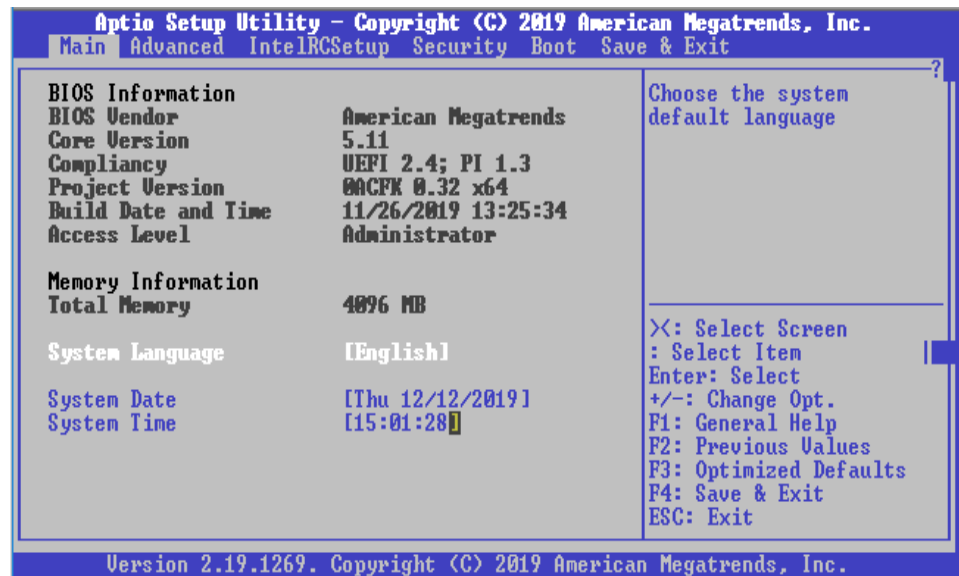 Aptio Setup Utility - Copyright (C) 2019 American Megatrends, Inc.
Main Advanced IntelRCSetup Security Boot Save & Exit
?
BIOS Information
BIOS Vendor American Megatrends
Core Version 5.11
Compliancy UEFI 2.4; PI 1.3
Project Version 0ACFK 0.32 x64
Build Date and Time 11/26/2019 13:25:34
Access Level Administrator
Memory Information
Total Memory 4096 MB
System Language [English]
System Date [Thu 12/12/2019]
System Time [15:01:28]
Choose the system
default language
><: Select Screen
: Select Item
Enter: Select
+/-: Change Opt.
F1: General Help
F2: Previous Values
F3: Optimized Defaults
F4: Save & Exit
ESC: Exit
Version 2.19.1269. Copyright (C) 2019 American Megatrends, Inc.